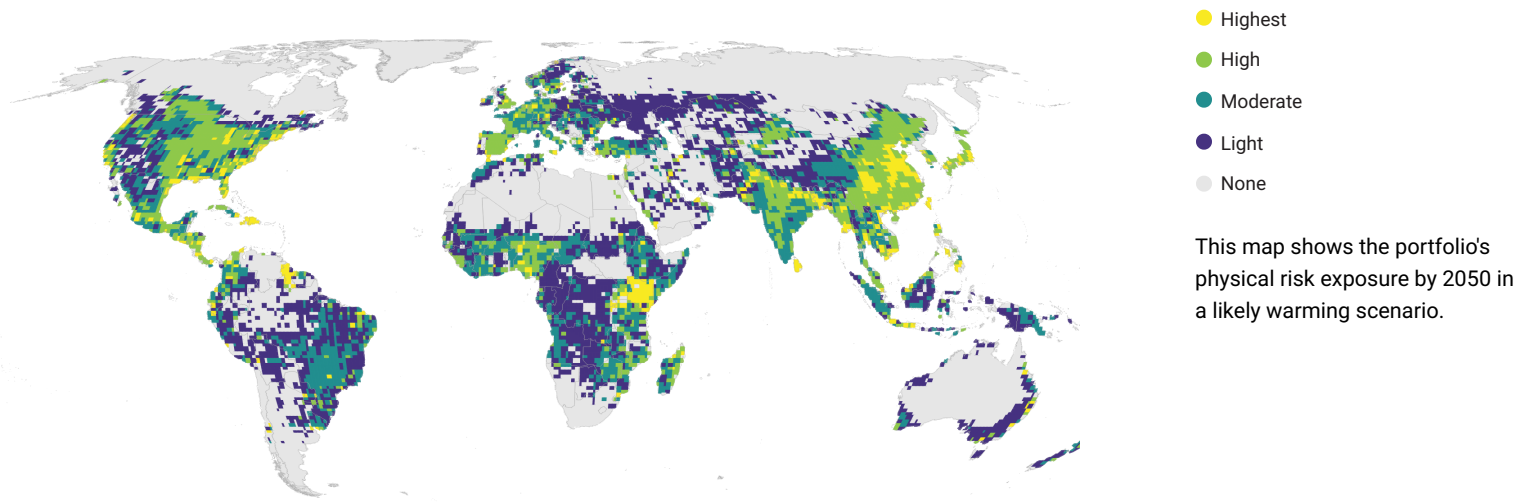 Highest
High
Moderate
Light
None
This map shows the portfolio's
physical risk exposure by 2050 in
a likely warming scenario.